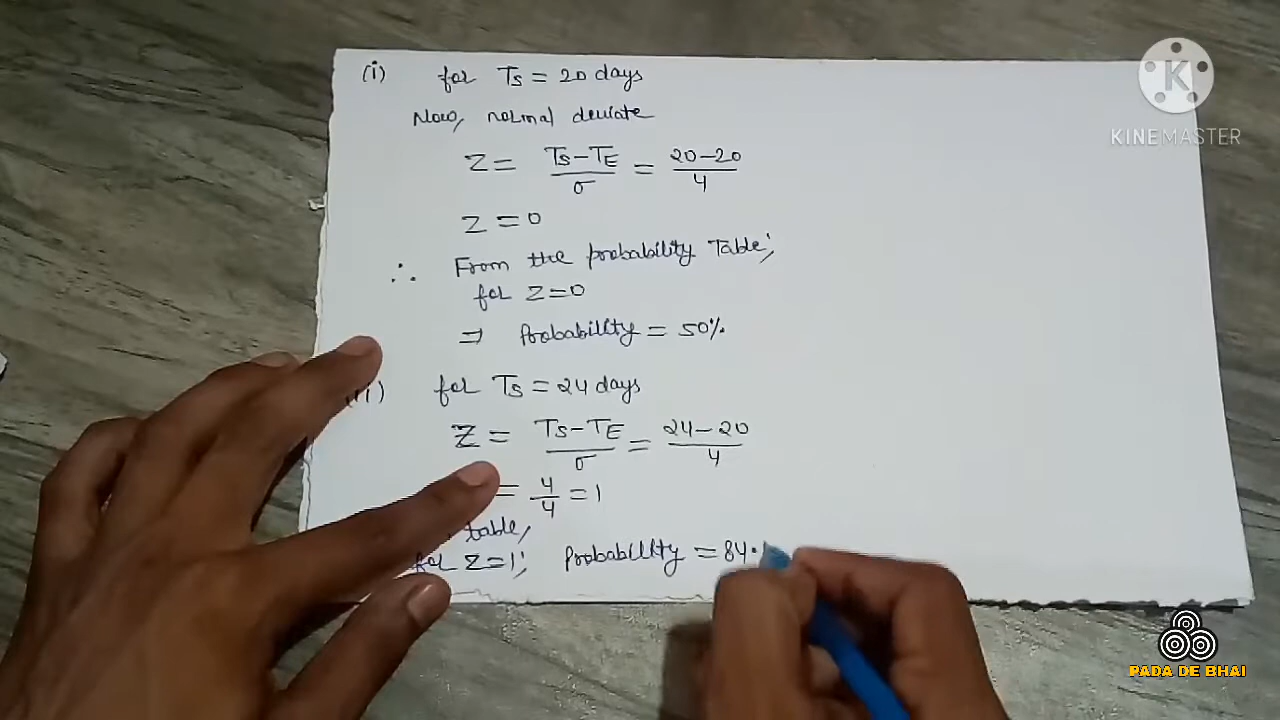 (i) for Ts = 20 days
Now, normal deviate
Z = Ts - TE / σ = 20-20 / 4
Z = 0
∴ From the probability Table;
for Z=0
⇒ Probability = 50%
for Ts = 24 days
Z = Ts - TE / σ = 24-20 / 4
= 4/4 = 1
table,
for Z=1; Probability = 84.
K
KINEMASTER
PADA DE BHAI